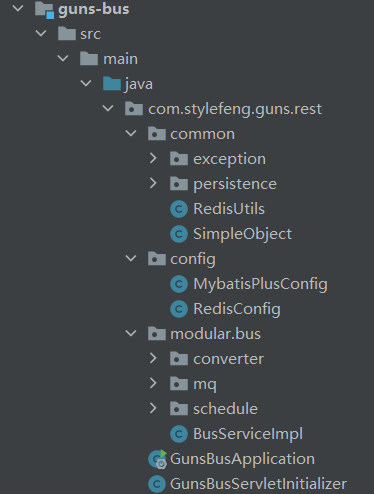 guns-bus
src
main
java
com.stylefeng.guns.rest
common
exception
persistence
RedisUtils
SimpleObject
config
MybatisPlusConfig
RedisConfig
modular.bus
converter
mq
schedule
BusServiceImpl
GunsBusApplication
GunsBusServletInitializer